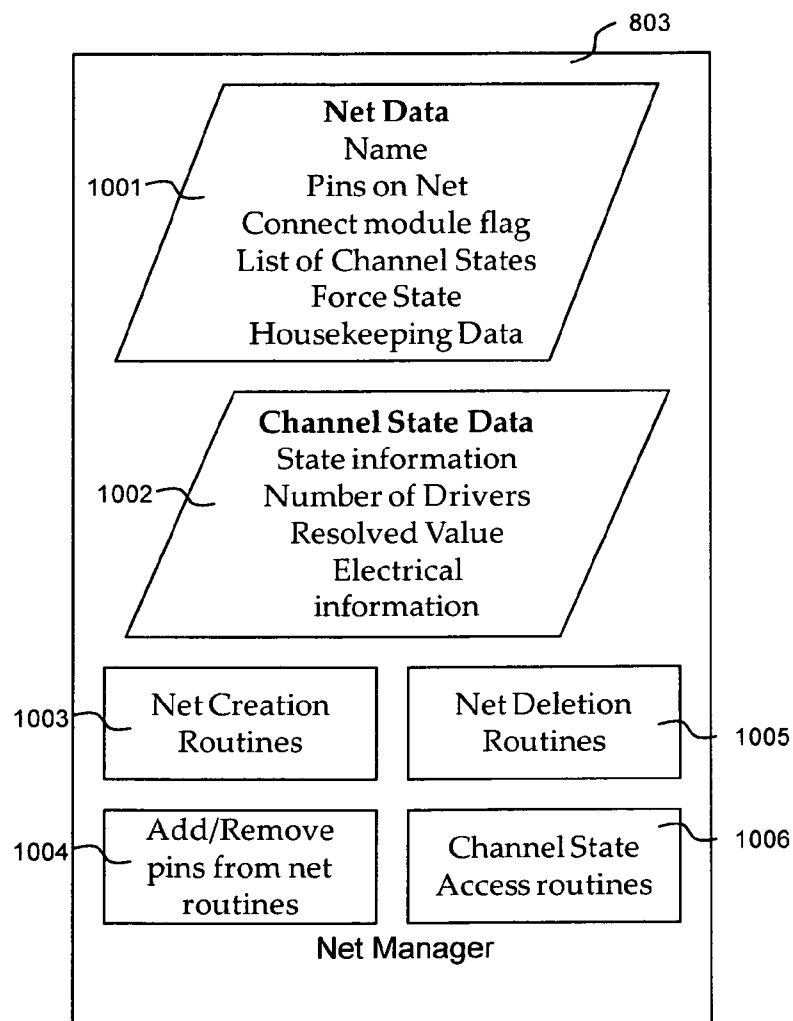 803
Net Data
Name
Pins on Net
1001
Connect module flag
List of Channel States
Force State
Housekeeping Data
Channel State Data
State information
1002
Number of Drivers
Resolved Value
Electrical
information
1003
Net Creation
Routines
Net Deletion
Routines
1005
1004
Add/Remove
pins from net
routines
Channel State
Access routines
1006
Net Manager